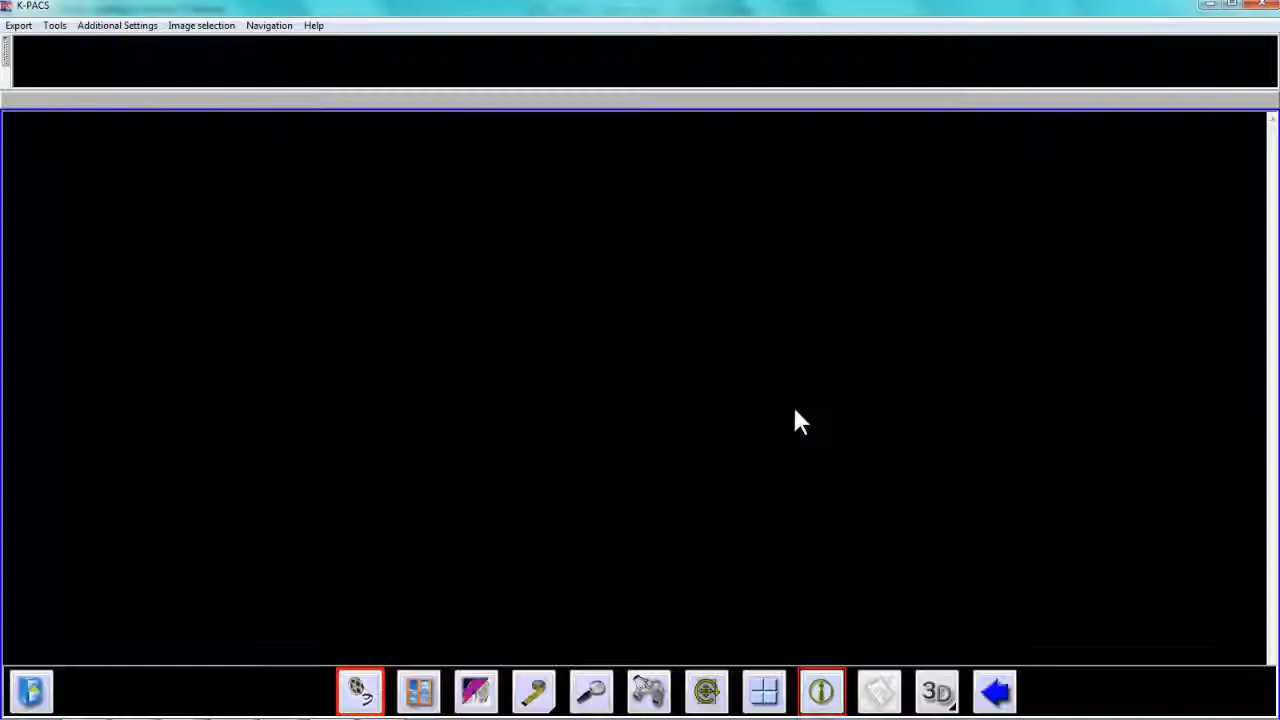 K-PACS
Export Tools Additional Settings Image selection Navigation Help
3D